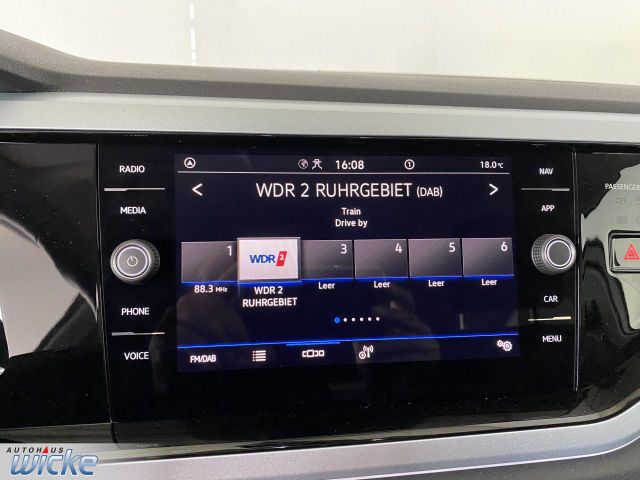 RADIO
MEDIA
PHONE
VOICE
16:08
18.0°C
WDR 2 RUHRGEBIET (DAB)
Train
Drive by
1 WDR 2 3 4 5 6
88.3 MHz WDR 2 RUHRGEBIET Leer Leer Leer Leer
FM/DAB
NAV
APP
CAR
MENU
PASSENGER
OFF
AUTOHAUS
WICKE